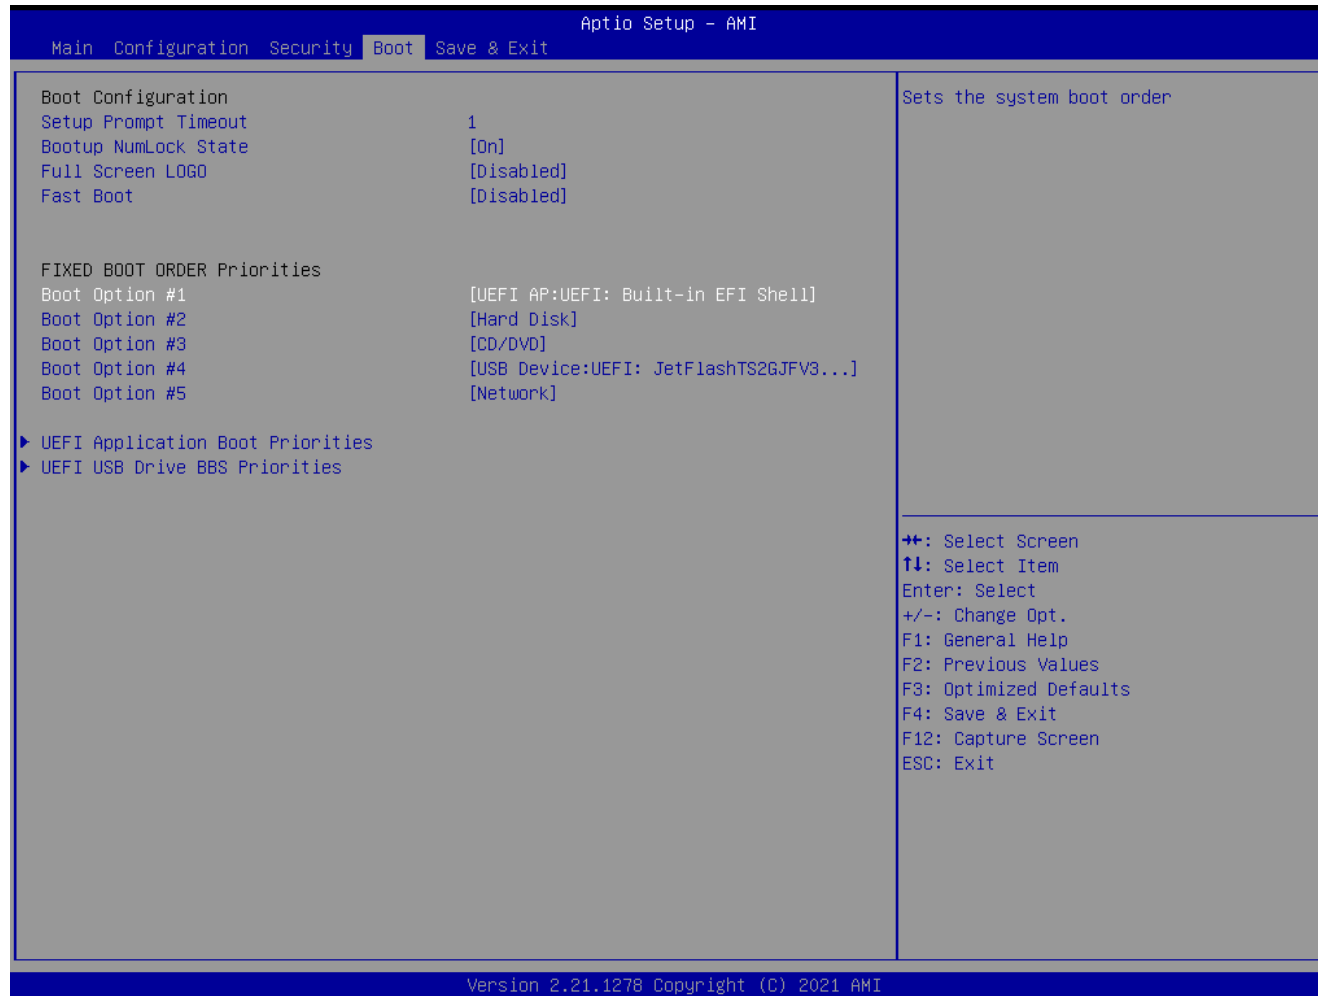 Aptio Setup – AMI
Main Configuration Security Boot Save & Exit
Boot Configuration
Setup Prompt Timeout 1
Bootup NumLock State [On]
Full Screen LOGO [Disabled]
Fast Boot [Disabled]
FIXED BOOT ORDER Priorities
Boot Option #1 [UEFI AP:UEFI: Built-in EFI Shell]
Boot Option #2 [Hard Disk]
Boot Option #3 [CD/DVD]
Boot Option #4 [USB Device:UEFI: JetFlashTS2GJFV3...]
Boot Option #5 [Network]
UEFI Application Boot Priorities
UEFI USB Drive BBS Priorities
Sets the system boot order
→←: Select Screen
↑↓: Select Item
Enter: Select
+/-: Change Opt.
F1: General Help
F2: Previous Values
F3: Optimized Defaults
F4: Save & Exit
F12: Capture Screen
ESC: Exit
Version 2.21.1278 Copyright (C) 2021 AMI